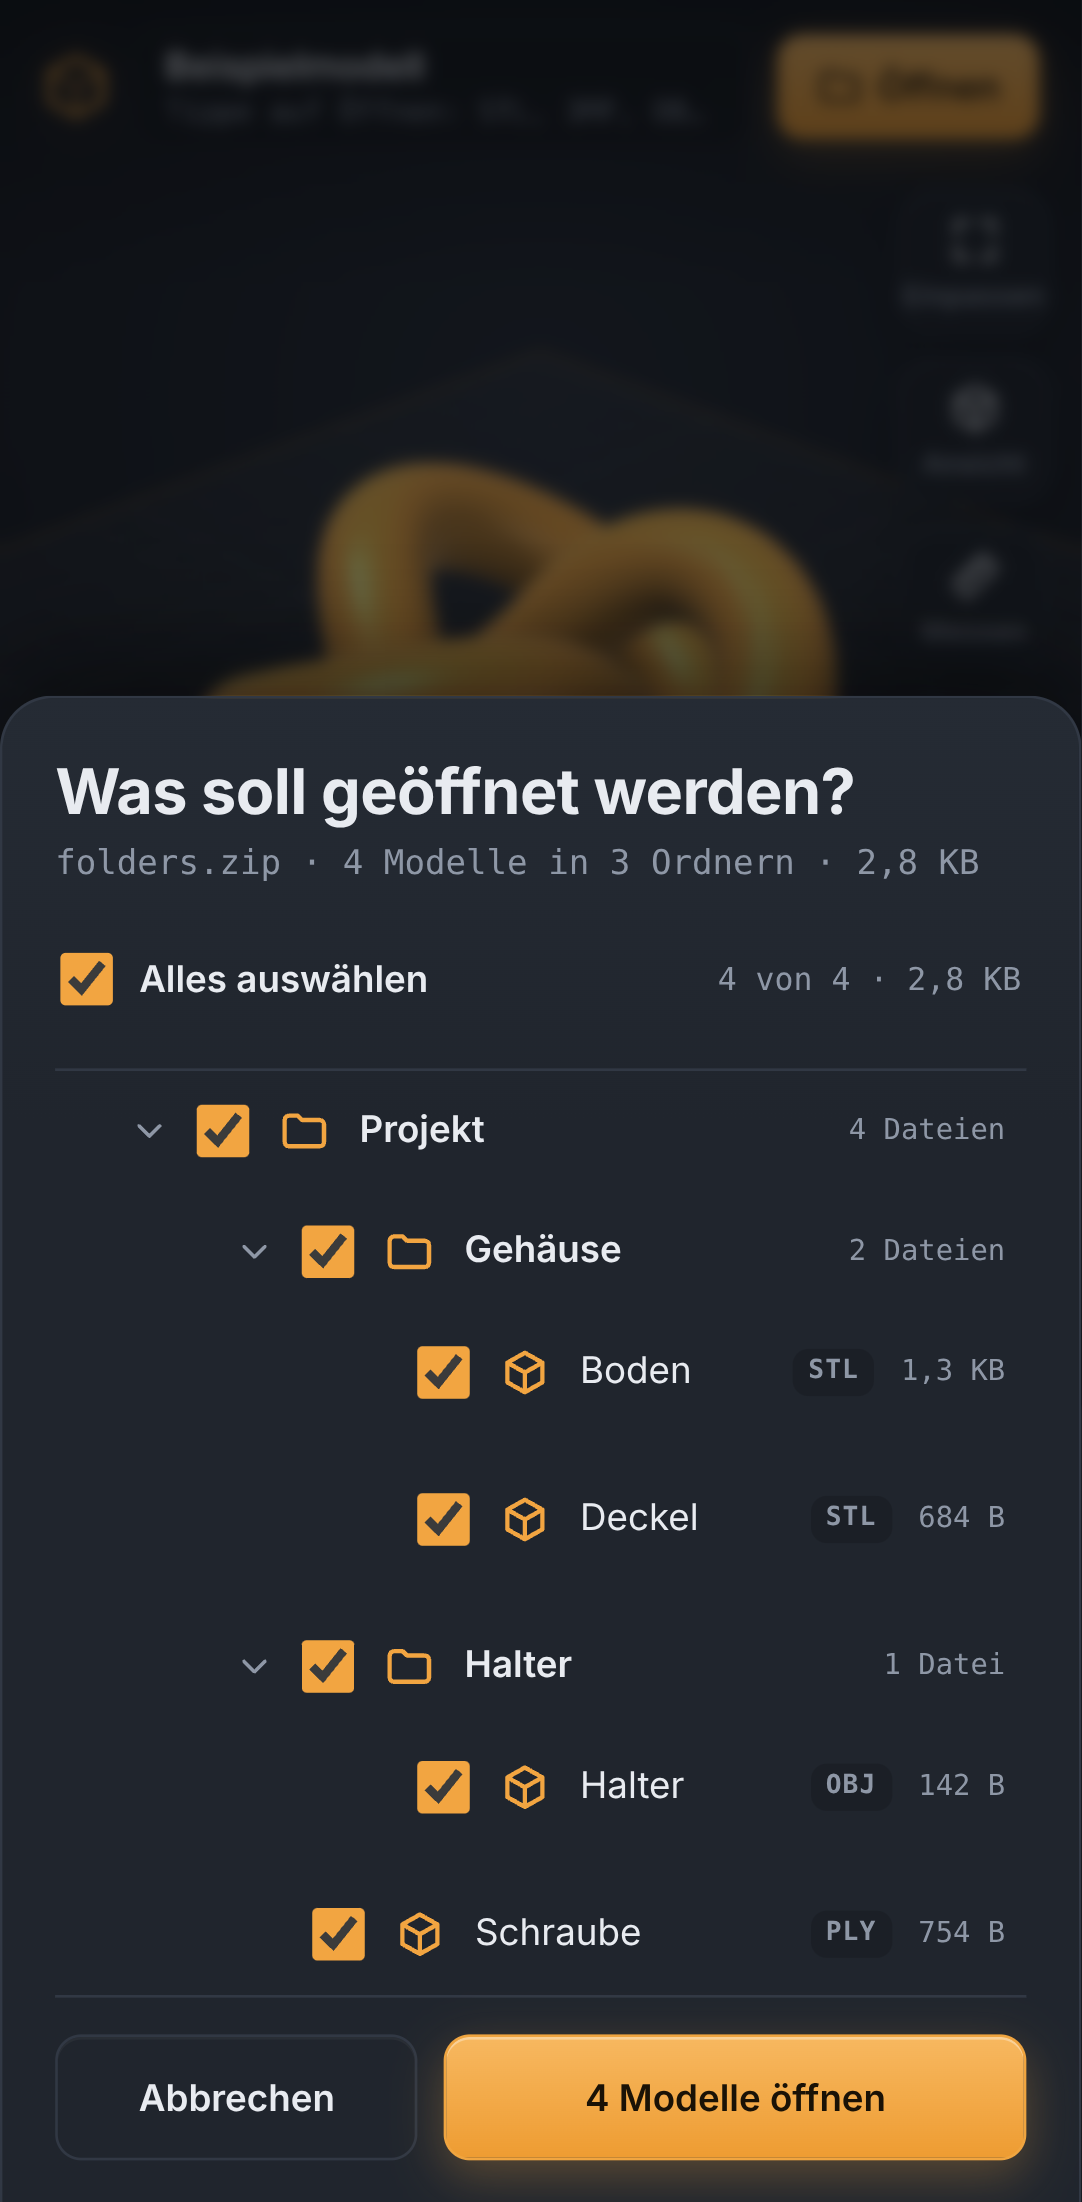 Beispielmodell
Öffnen
Was soll geöffnet werden?
folders.zip · 4 Modelle in 3 Ordnern · 2,8 KB
Alles auswählen 4 von 4 · 2,8 KB
Projekt 4 Dateien
Gehäuse 2 Dateien
Boden STL 1,3 KB
Deckel STL 684 B
Halter 1 Datei
Halter OBJ 142 B
Schraube PLY 754 B
Abbrechen 4 Modelle öffnen